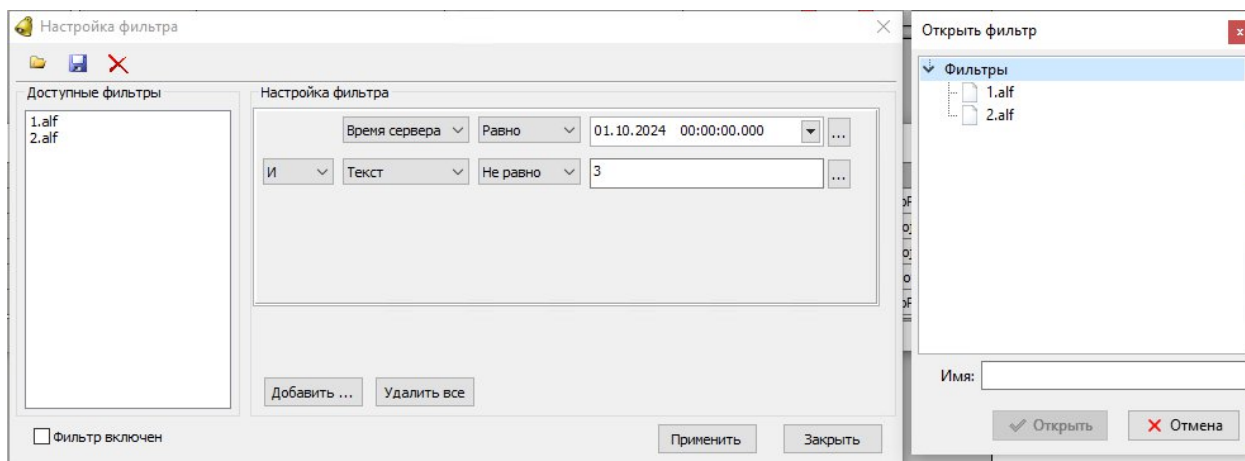 Настройка фильтра
Доступные фильтры
1.alf
2.alf
Настройка фильтра
Время сервера Равно 01.10.2024 00:00:00.000 ...
И Текст Не равно 3 ...
Добавить ... Удалить все
Фильтр включен
Применить Закрыть
Открыть фильтр
Фильтры
1.alf
2.alf
Имя:
Открыть Отмена